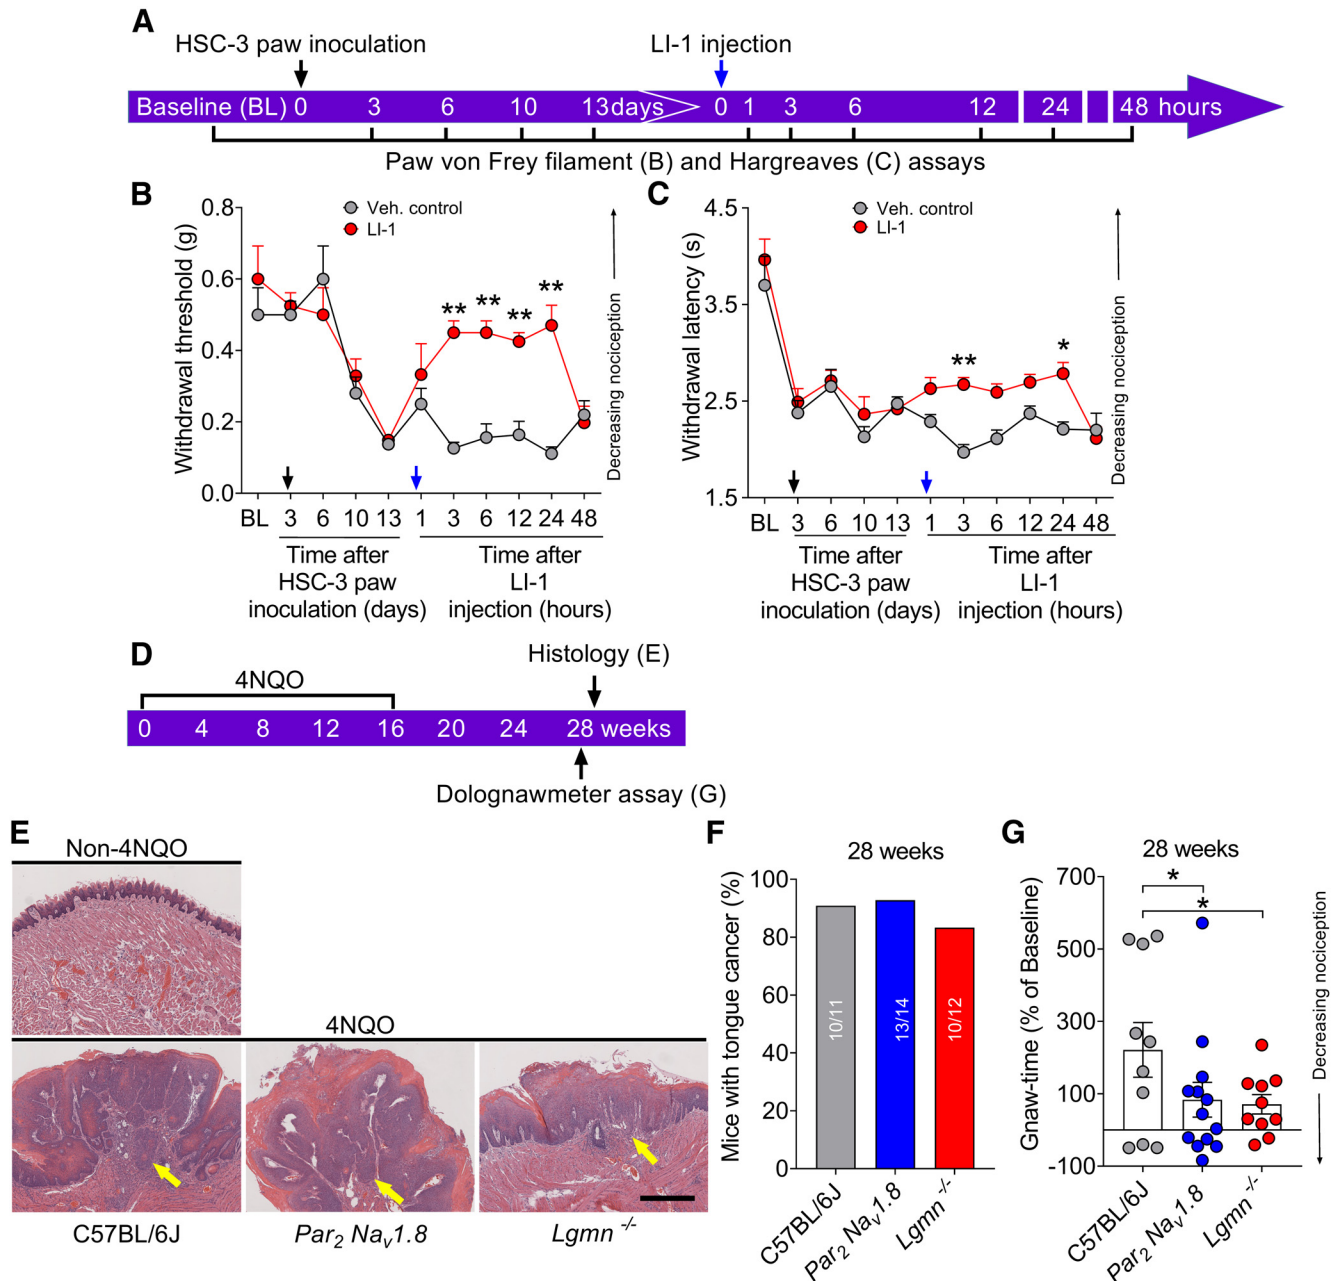 A
HSC-3 paw inoculation
LI-1 injection
Baseline (BL) 0 3 6 10 13days 0 1 3 6 12 24 48 hours
Paw von Frey filament (B) and Hargreaves (C) assays
B
Veh. control
LI-1
Withdrawal threshold (g)
0.8
0.6
0.4
0.2
0.0
** ** ** **
Decreasing nociception
BL 3 6 10 13 1 3 6 12 24 48
Time after
HSC-3 paw
inoculation (days)
Time after
LI-1
injection (hours)
C
Veh. control
LI-1
Withdrawal latency (s)
4.5
3.5
2.5
1.5
** *
Decreasing nociception
BL 3 6 10 13 1 3 6 12 24 48
Time after
HSC-3 paw
inoculation (days)
Time after
LI-1
injection (hours)
D
Histology (E)
4NQO
0 4 8 12 16 20 24 28 weeks
Dolognawmeter assay (G)
E
Non-4NQO
4NQO
C57BL/6J
Par2 Nav1.8
Lgmn -/-
F
28 weeks
Mice with tongue cancer (%)
100
80
60
40
20
0
10/11
13/14
10/12
C57BL/6J
Par2 Nav1.8
Lgmn -/-
G
28 weeks
Gnaw-time (% of Baseline)
700
500
300
100
-100
*
*
Decreasing nociception
C57BL/6J
Par2 Nav1.8
Lgmn -/-